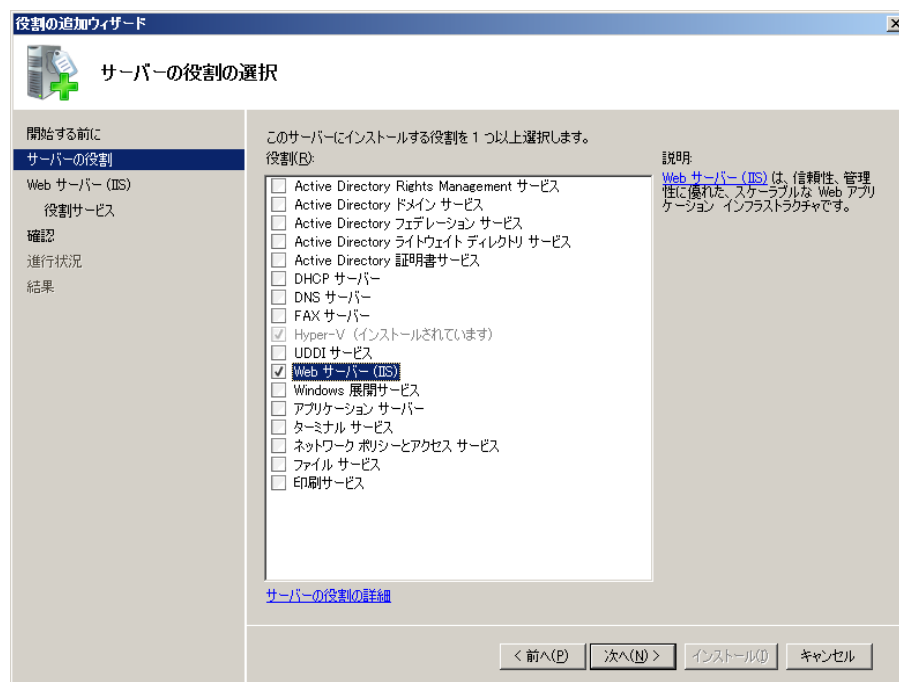 役割の追加ウィザード
サーバーの役割の選択
開始する前に
サーバーの役割
Web サーバー (IIS)
役割サービス
確認
進行状況
結果
このサーバーにインストールする役割を 1 つ以上選択します。
役割(R):
Active Directory Rights Management サービス
Active Directory ドメイン サービス
Active Directory フェデレーション サービス
Active Directory ライトウェイト ディレクトリ サービス
Active Directory 証明書サービス
DHCP サーバー
DNS サーバー
FAX サーバー
Hyper-V (インストールされています)
UDDI サービス
Web サーバー (IIS)
Windows 展開サービス
アプリケーション サーバー
ターミナル サービス
ネットワーク ポリシーとアクセス サービス
ファイル サービス
印刷サービス
サーバーの役割の詳細
説明:
Web サーバー (IIS) は、信頼性、管理
性に優れた、スケーラブルな Web アプリ
ケーション インフラストラクチャです。
< 前へ(P)
次へ(N) >
インストール(I)
キャンセル